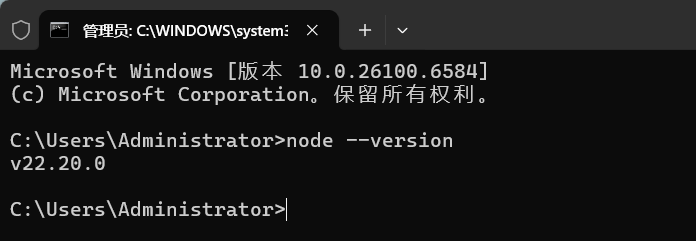 管理员: C:\WINDOWS\system3
Microsoft Windows [版本 10.0.26100.6584]
(c) Microsoft Corporation。保留所有权利。
C:\Users\Administrator>node --version
v22.20.0
C:\Users\Administrator>